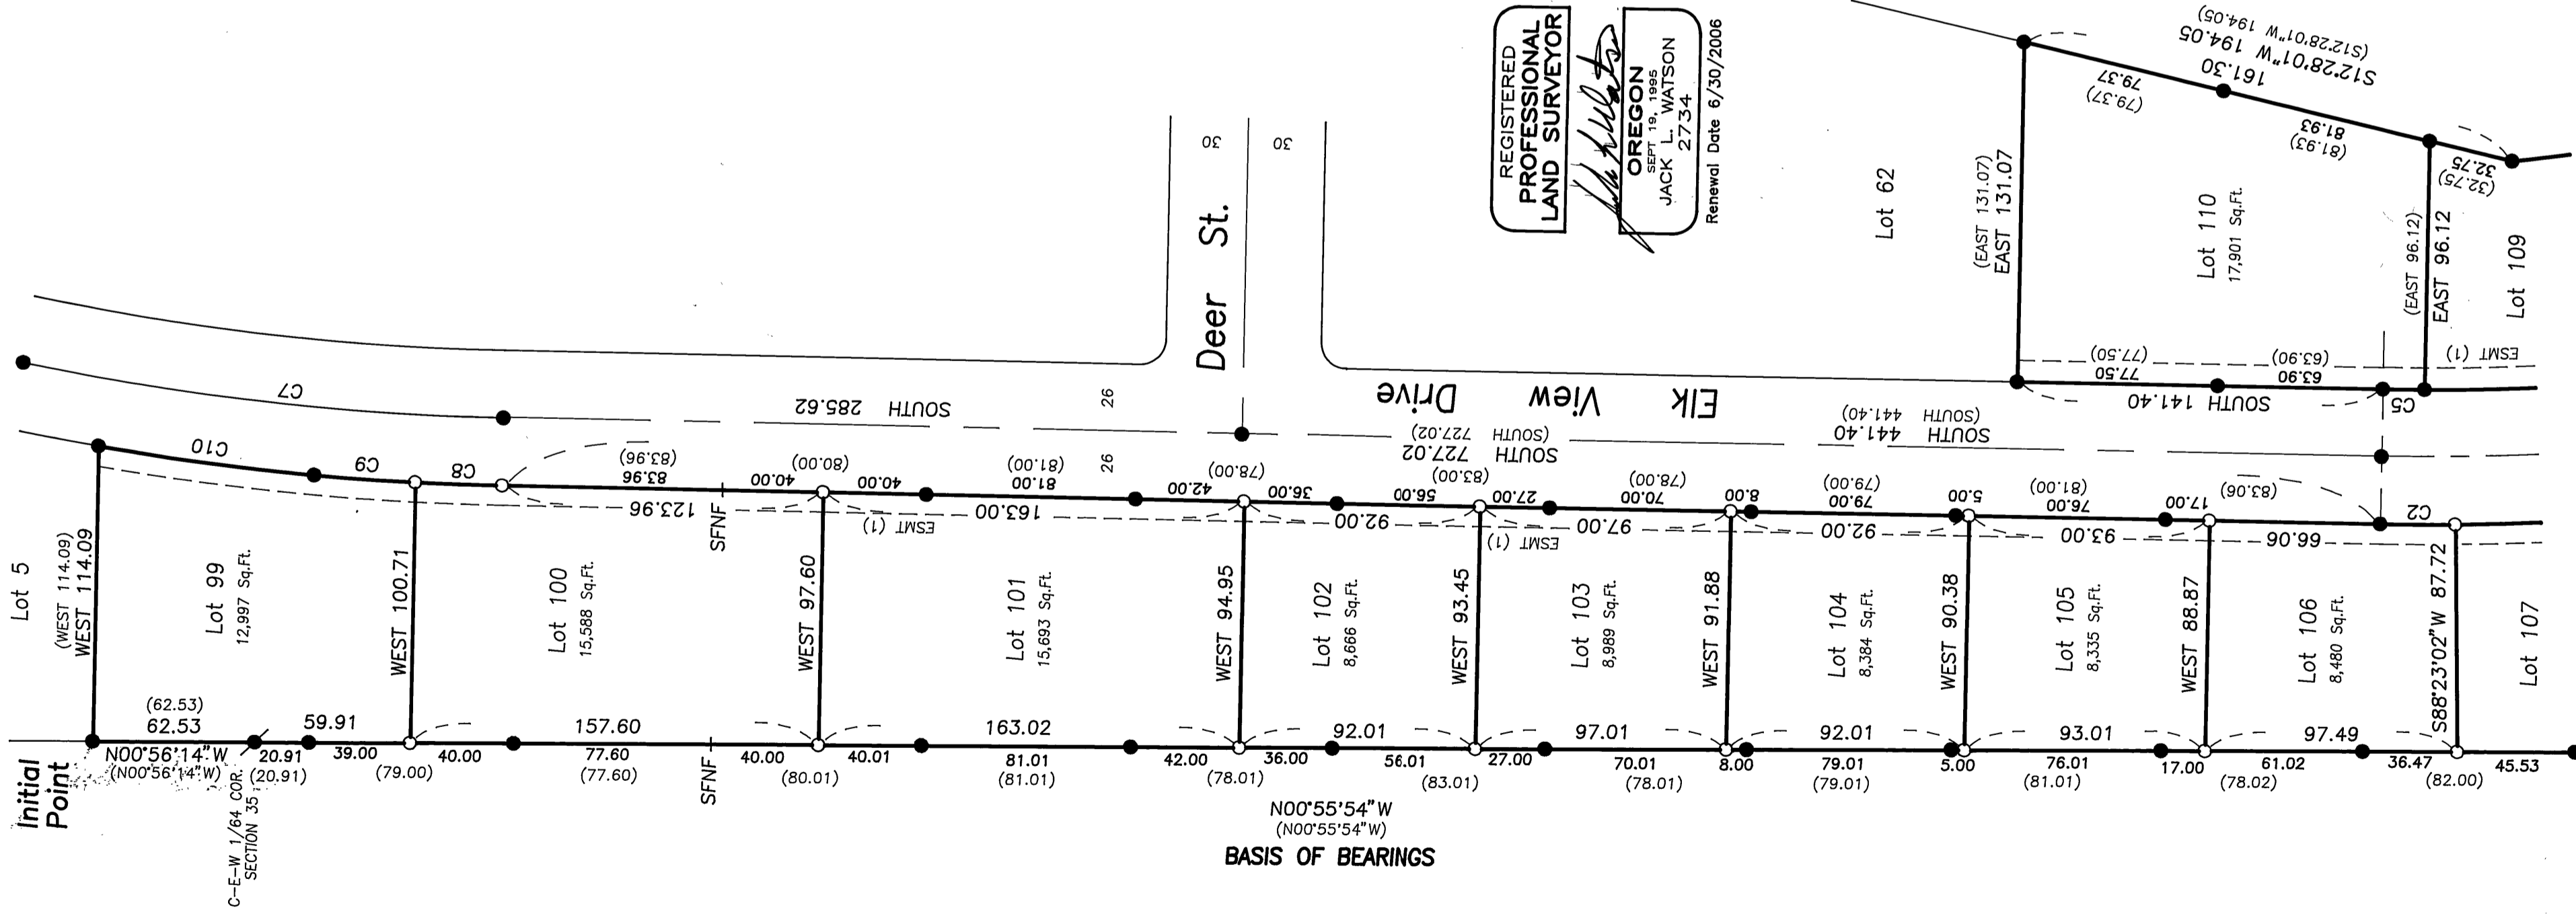 REGISTERED
PROFESSIONAL
LAND SURVEYOR
OREGON
SEPT 19, 1995
JACK L. WATSON
2734
Renewal Date 6/30/2006
S12°28'01"W 194.05
(S12°28'01"W 194.05)
161.30
79.37
(79.37)
81.93
(81.93)
32.75
(32.75)
Lot 62
(EAST 131.07)
EAST 131.07
Lot 110
17,901 Sq.Ft.
(EAST 96.12)
EAST 96.12
Lot 109
30
30
Deer St.
Elk View Drive
ESMT (1)
(77.50)
77.50
(63.90)
63.90
SOUTH 141.40
C5
C7
SOUTH 285.62
26
26
(SOUTH 727.02)
SOUTH 727.02
(SOUTH 441.40)
SOUTH 441.40
C10
C9
C8
(83.96)
83.96
40.00
(80.00)
40.00
(81.00)
81.00
42.00
(78.00)
36.00
56.00
(83.00)
27.00
(78.00)
70.00
8.00
(79.00)
79.00
5.00
(81.00)
76.00
17.00
(83.06)
C2
123.96
SFNF
ESMT (1)
163.00
92.00
ESMT (1)
97.00
92.00
93.00
66.06
Lot 5
(WEST 114.09)
WEST 114.09
Lot 99
12,997 Sq.Ft.
WEST 100.71
Lot 100
15,588 Sq.Ft.
WEST 97.60
Lot 101
15,693 Sq.Ft.
WEST 94.95
Lot 102
8,666 Sq.Ft.
WEST 93.45
Lot 103
8,989 Sq.Ft.
WEST 91.88
Lot 104
8,384 Sq.Ft.
WEST 90.38
Lot 105
8,335 Sq.Ft.
WEST 88.87
Lot 106
8,480 Sq.Ft.
S88°23'02"W 87.72
Lot 107
(62.53)
62.53
59.91
157.60
163.02
92.01
97.01
92.01
93.01
97.49
N00°56'14"W
(N00°56'14"W)
20.91
(20.91)
39.00
(79.00)
40.00
77.60
(77.60)
SFNF
40.00
(80.01)
40.01
81.01
(81.01)
42.00
(78.01)
36.00
56.01
(83.01)
27.00
70.01
(78.01)
8.00
79.01
(79.01)
5.00
76.01
(81.01)
17.00
61.02
(78.02)
36.47
(82.00)
45.53
Initial
Point
C-E-W 1/64 COR.
SECTION 35
N00°55'54"W
(N00°55'54"W)
BASIS OF BEARINGS